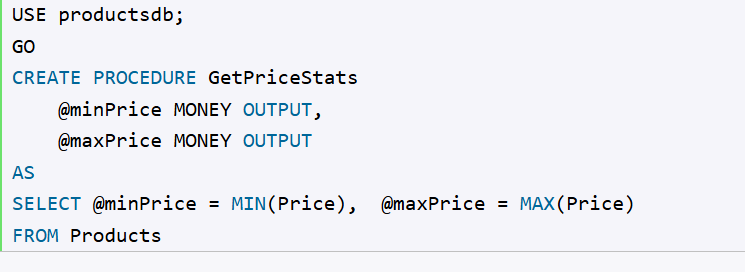 USE productsdb;
GO
CREATE PROCEDURE GetPriceStats
    @minPrice MONEY OUTPUT,
    @maxPrice MONEY OUTPUT
AS
SELECT @minPrice = MIN(Price),  @maxPrice = MAX(Price)
FROM Products